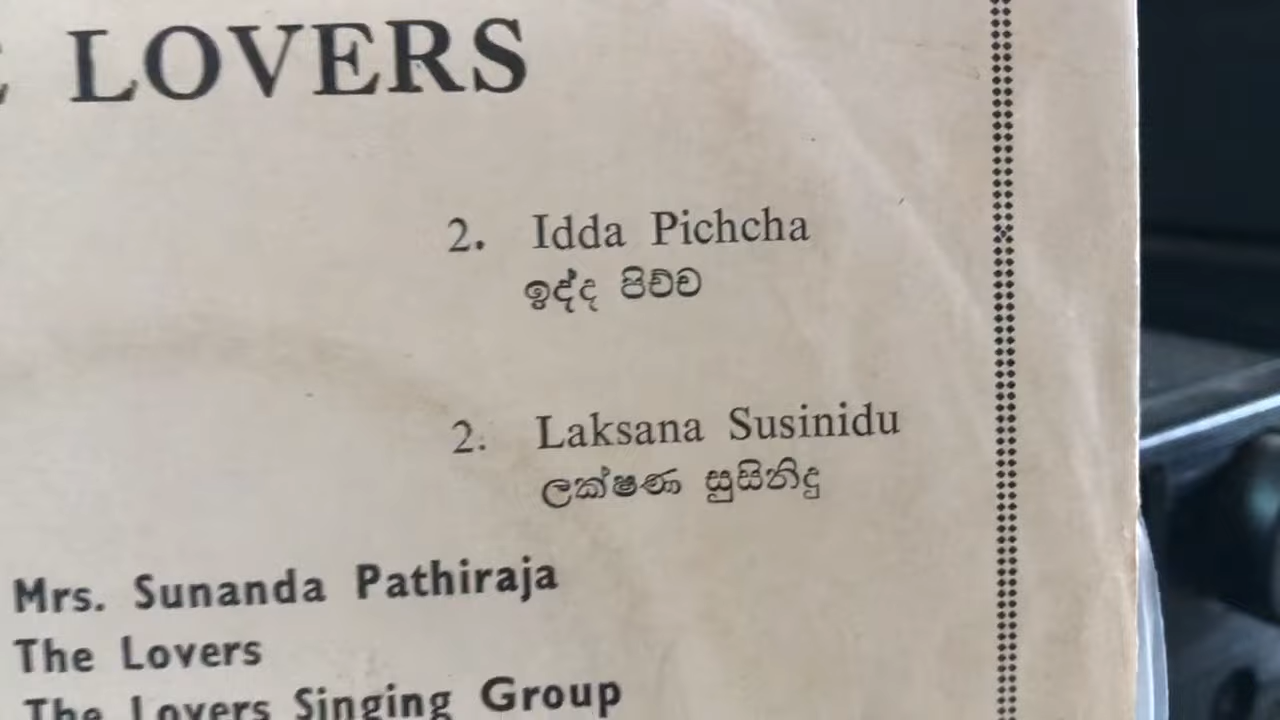 LOVERS
2. Idda Pichcha
ඉද්ද පිච්ච
2. Laksana Susinidu
ලක්ෂණ සුසිනිදු
Mrs. Sunanda Pathiraja
The Lovers
The Lovers Singing Group